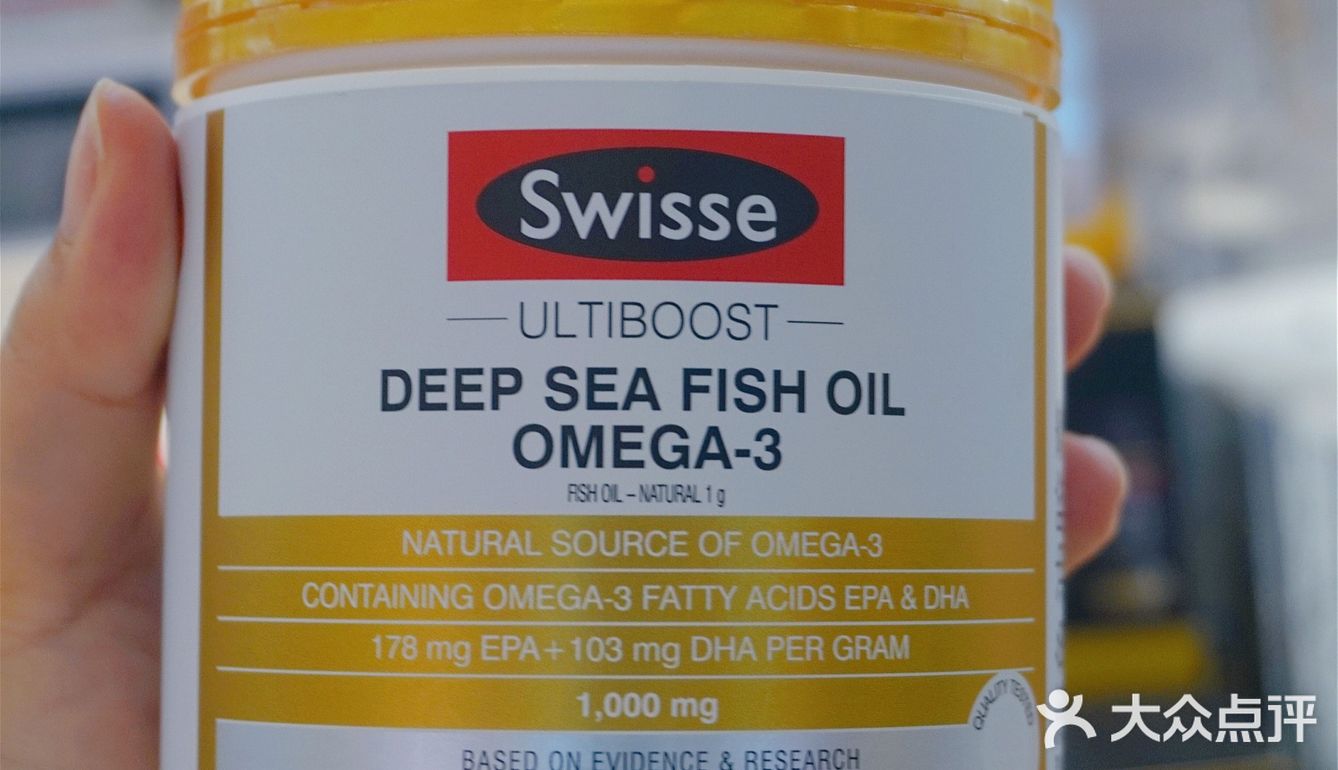 Swisse
ULTIBOOST
DEEP SEA FISH OIL
OMEGA-3
FISH OIL – NATURAL 1 g
NATURAL SOURCE OF OMEGA-3
CONTAINING OMEGA-3 FATTY ACIDS EPA & DHA
178 mg EPA + 103 mg DHA PER GRAM
1,000 mg
QUALITY TESTED
BASED ON EVIDENCE & RESEARCH
大众点评